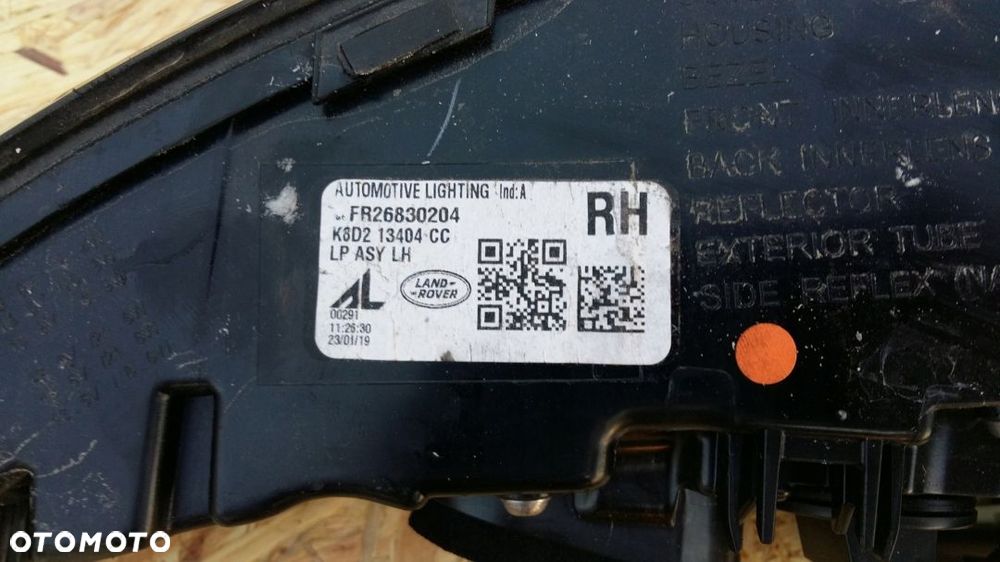 HOUSING
BEZEL
FRONT INNERLEN
BACK INNERLENS
REFLECTOR
EXTERIOR TUBE
SIDE REFLEX
AUTOMOTIVE LIGHTING Ind:A
FR26830204
RH
K8D2 13404 CC
LP ASY LH
AL
LAND-
-ROVER
00291
11:26:30
23/01/19
OTOMOTO